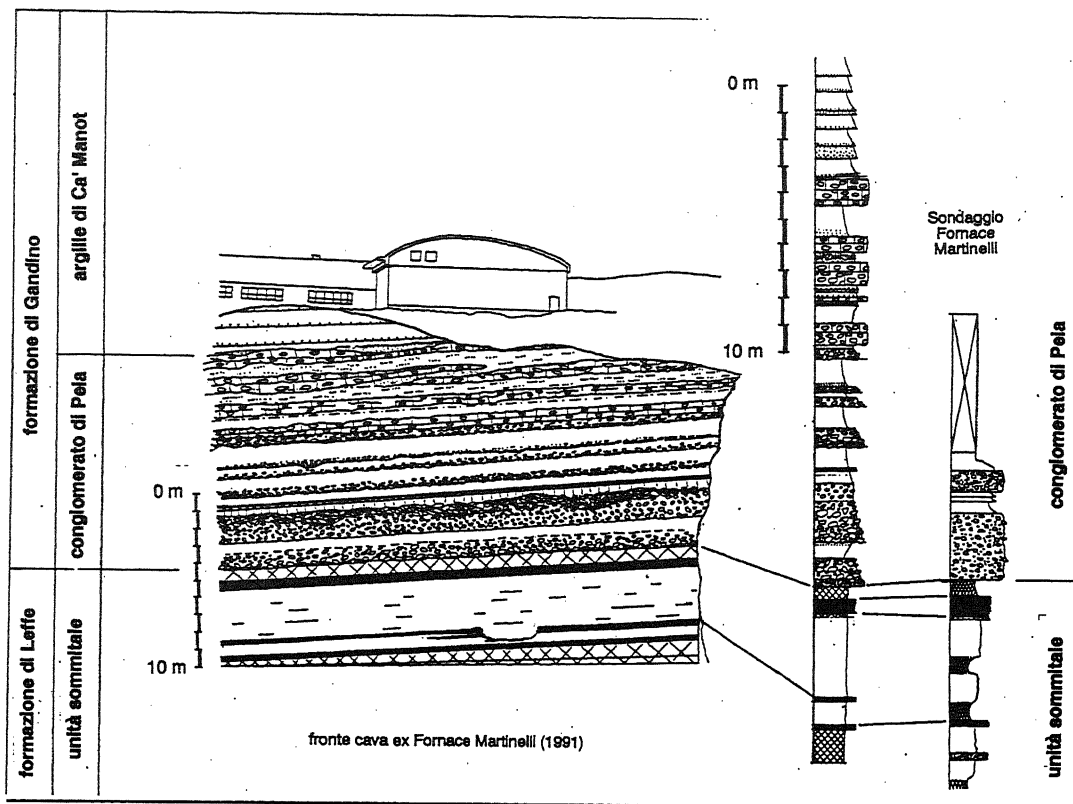 formazione di Gandino
argille di Ca' Manot
conglomerato di Pela
formazione di Leffe
unità sommitale
0 m
10 m
fronte cava ex Fornace Martinelli (1991)
0 m
10 m
Sondaggio
Fornace
Martinelli
conglomerato di Pela
unità sommitale